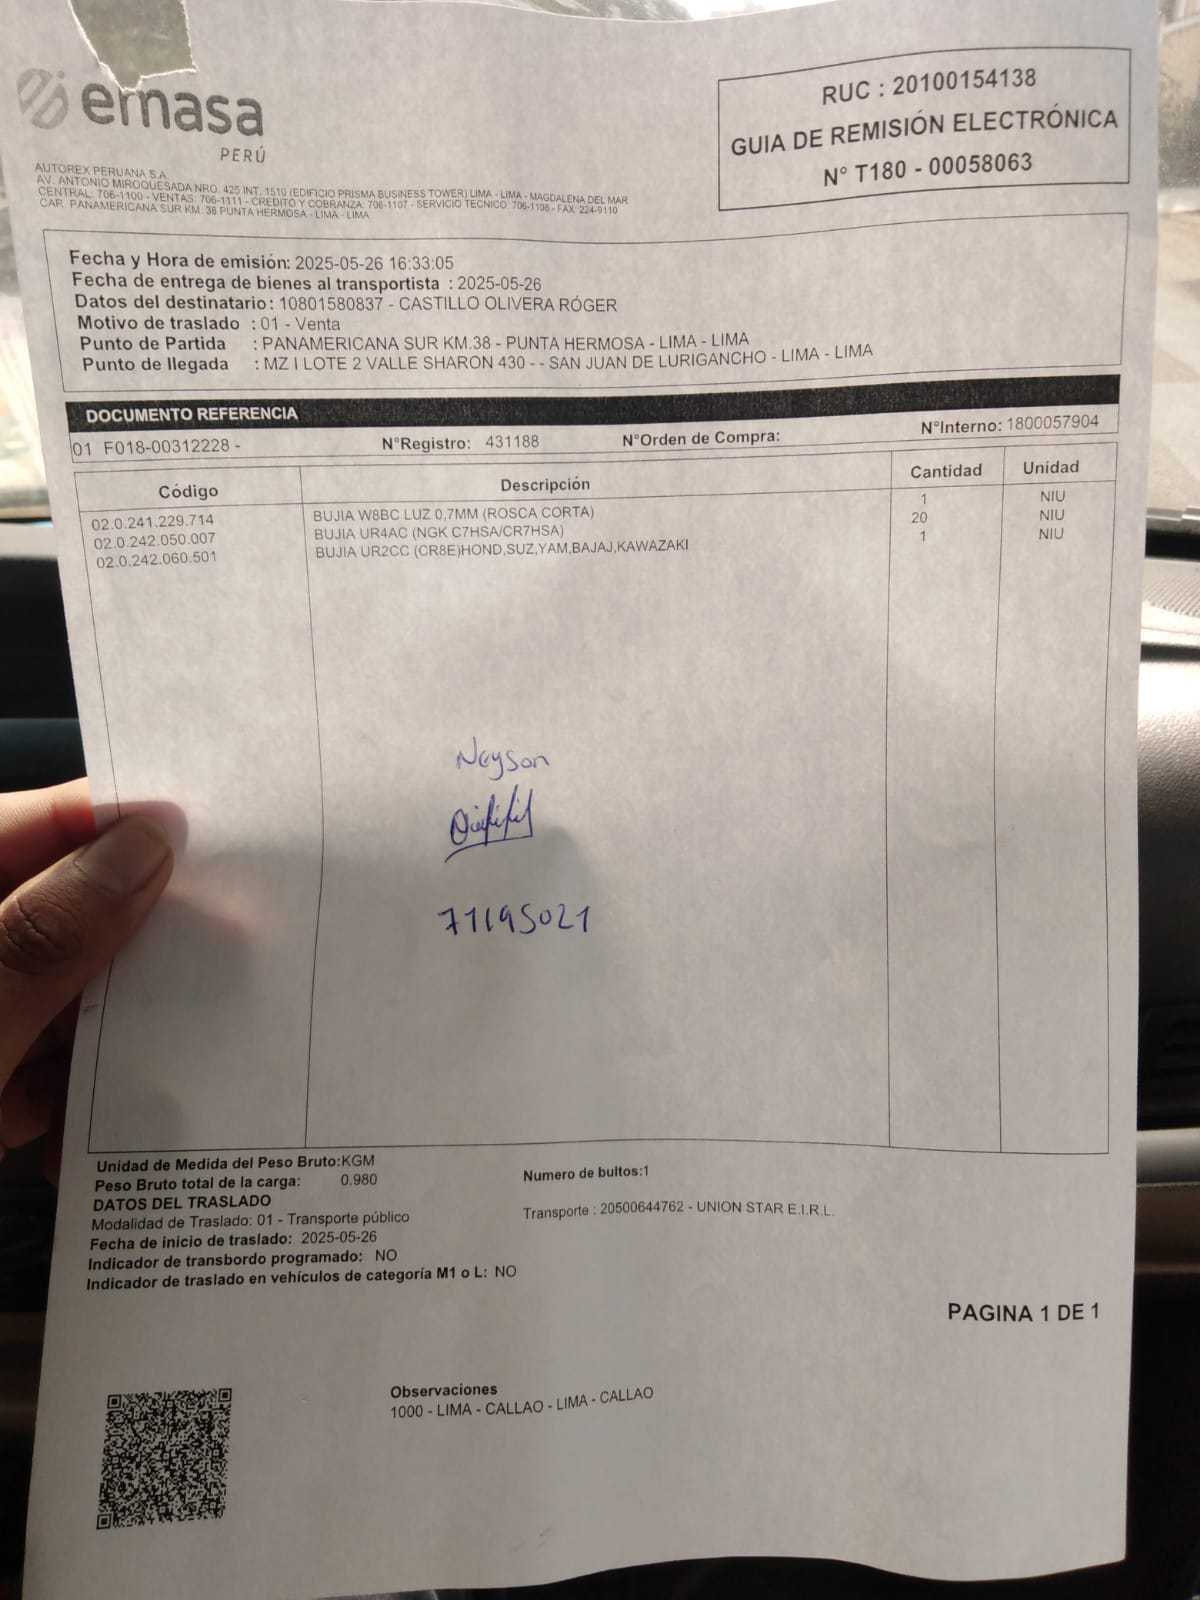 emasa
PERÚ
RUC : 20100154138
GUIA DE REMISIÓN ELECTRÓNICA
N° T180 - 00058063
AUTOREX PERUANA S.A.
AV. ANTONIO MIROQUESADA NRO. 425 INT. 1510 (EDIFICIO PRISMA BUSINESS TOWER) LIMA - LIMA - MAGDALENA DEL MAR
CENTRAL: 706-1100 - VENTAS: 706-1111 - CREDITO Y COBRANZA: 706-1107 - SERVICIO TECNICO: 706-1108 - FAX: 224-9110
CAR. PANAMERICANA SUR KM. 38 PUNTA HERMOSA - LIMA - LIMA
Fecha y Hora de emisión: 2025-05-26 16:33:05
Fecha de entrega de bienes al transportista : 2025-05-26
Datos del destinatario : 10801580837 - CASTILLO OLIVERA RÓGER
Motivo de traslado : 01 - Venta
Punto de Partida : PANAMERICANA SUR KM.38 - PUNTA HERMOSA - LIMA - LIMA
Punto de llegada : MZ I LOTE 2 VALLE SHARON 430 - - SAN JUAN DE LURIGANCHO - LIMA - LIMA
DOCUMENTO REFERENCIA
01 F018-00312228 - N°Registro: 431188 N°Orden de Compra: N°Interno: 1800057904
Código Descripción Cantidad Unidad
02.0.241.229.714 BUJIA W8BC LUZ 0,7MM (ROSCA CORTA) 1 NIU
02.0.242.050.007 BUJIA UR4AC (NGK C7HSA/CR7HSA) 20 NIU
02.0.242.060.501 BUJIA UR2CC (CR8E)HOND,SUZ,YAM,BAJAJ,KAWAZAKI 1 NIU
Neyson
71195021
Unidad de Medida del Peso Bruto:KGM
Peso Bruto total de la carga: 0.980 Numero de bultos:1
DATOS DEL TRASLADO
Modalidad de Traslado: 01 - Transporte público Transporte : 20500644762 - UNION STAR E.I.R.L.
Fecha de inicio de traslado: 2025-05-26
Indicador de transbordo programado: NO
Indicador de traslado en vehículos de categoría M1 o L: NO
PAGINA 1 DE 1
Observaciones
1000 - LIMA - CALLAO - LIMA - CALLAO